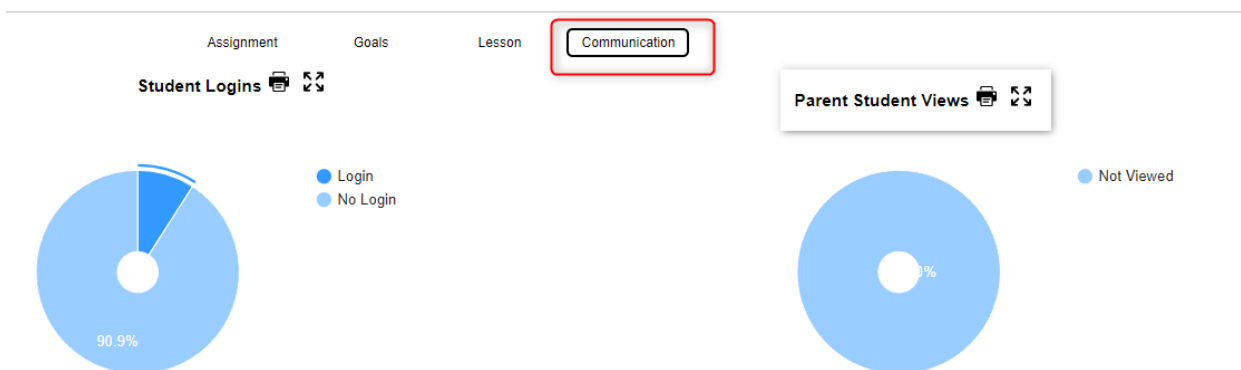 Assignment Goals Lesson Communication
Student Logins
Parent Student Views
Login
No Login
Not Viewed
90.9%